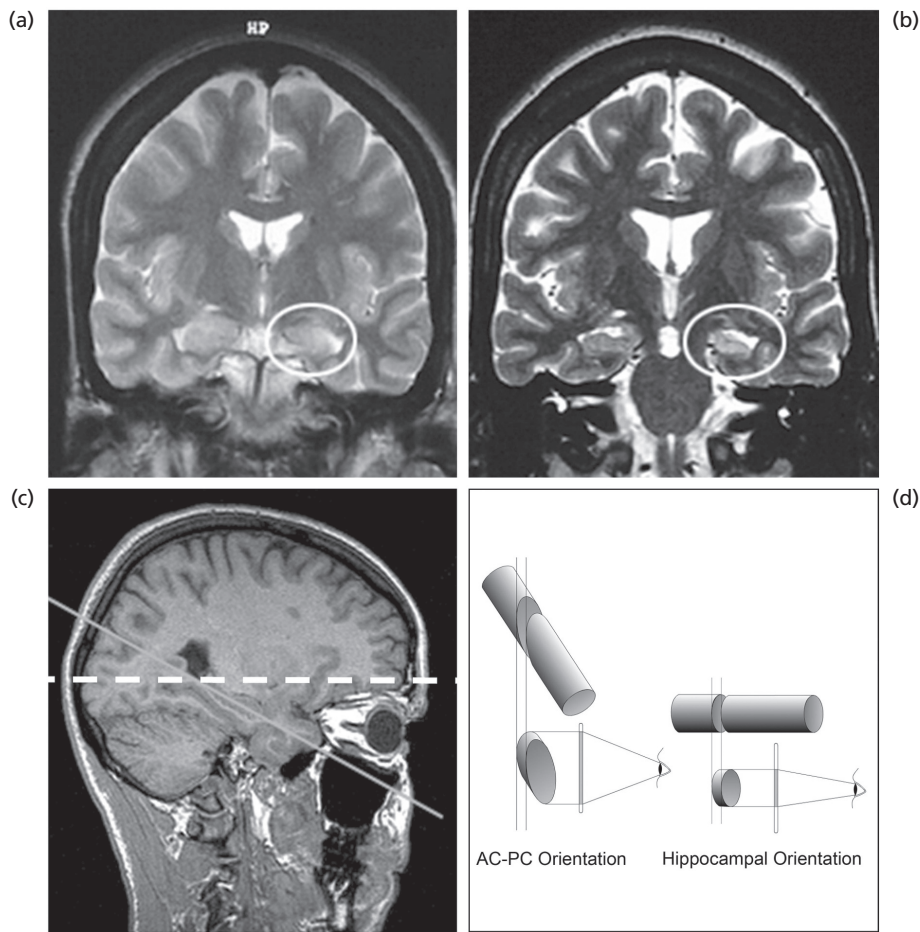 (a)
HP
(b)
(c)
(d)
AC-PC Orientation
Hippocampal Orientation